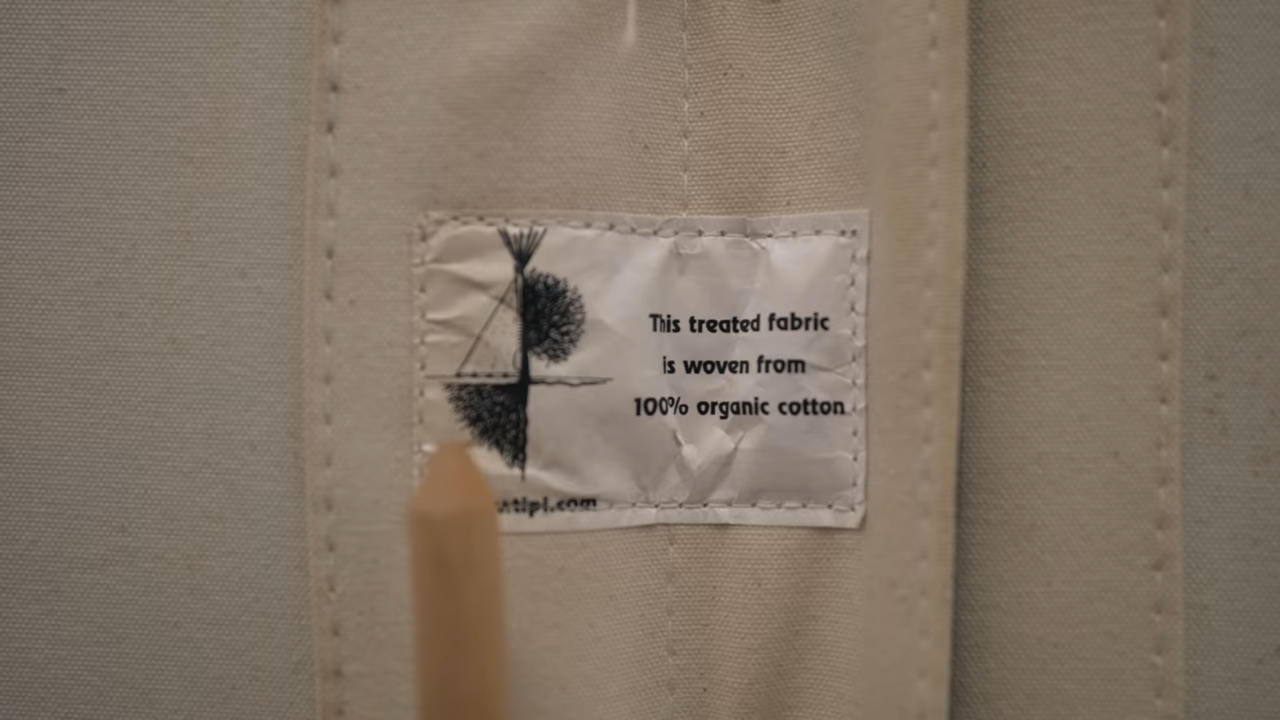 This treated fabric
is woven from
100% organic cotton